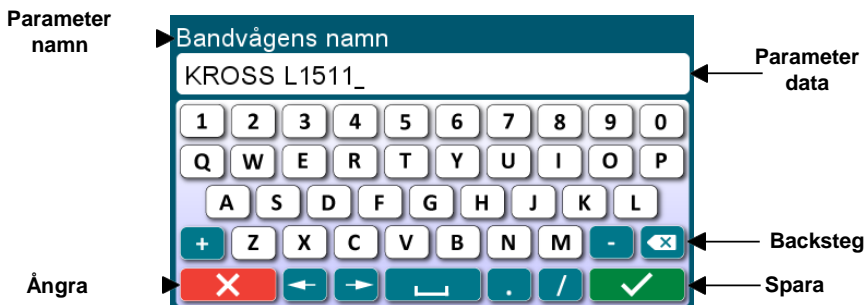 Parameter
namn
Bandvågens namn
KROSS L1511_
Parameter
data
1 2 3 4 5 6 7 8 9 0
Q W E R T Y U I O P
A S D F G H J K L
+ Z X C V B N M -
Backsteg
Ångra
. /
Spara